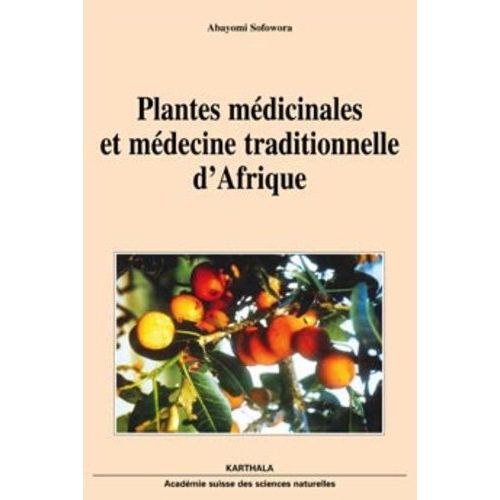 Abayomi Sofowora
Plantes médicinales
et médecine traditionnelle
d'Afrique
KARTHALA
Académie suisse des sciences naturelles